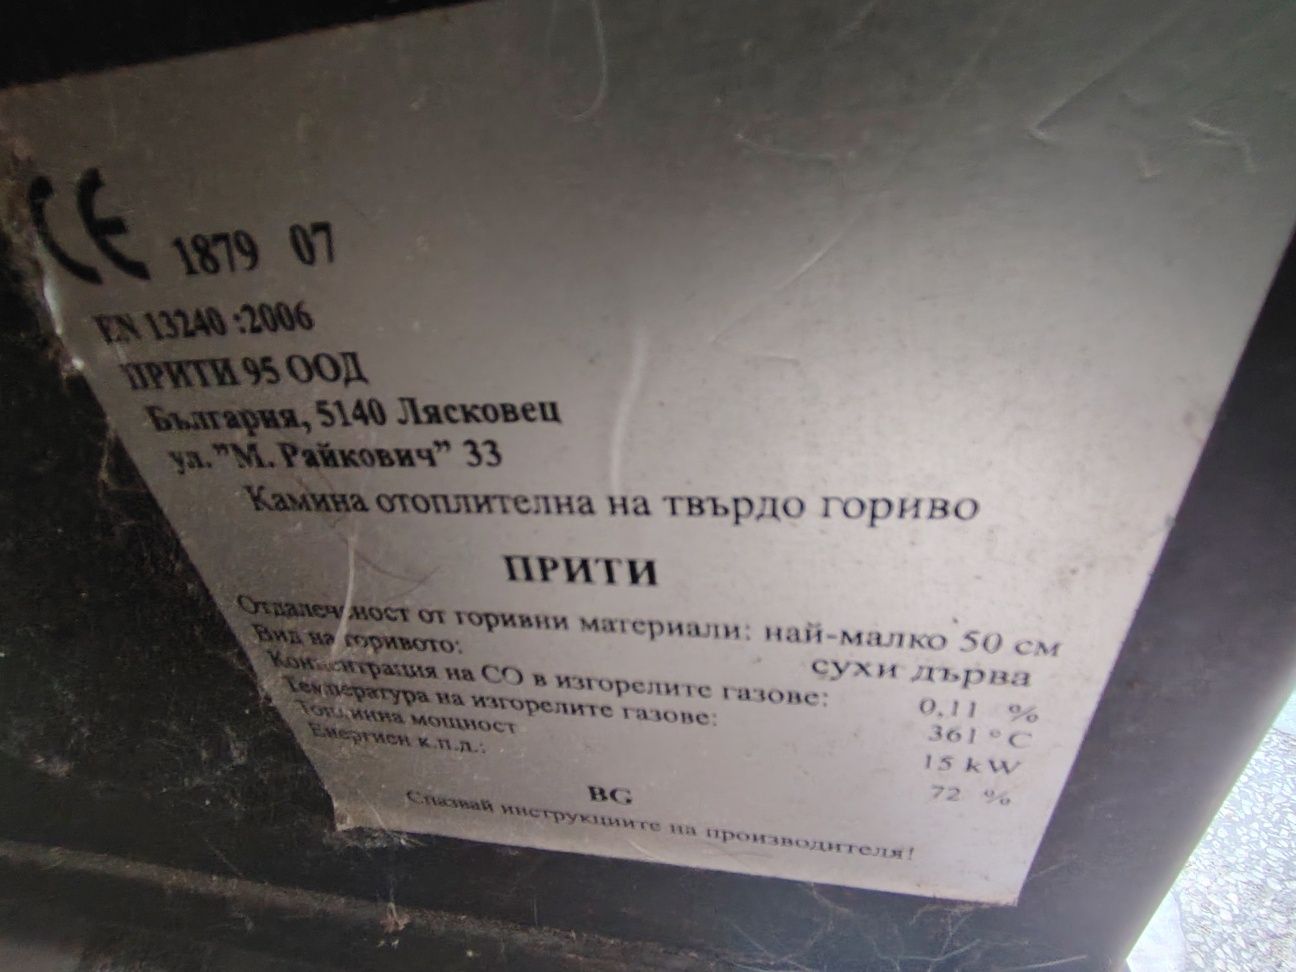 CE 1879 07
EN 13240 :2006
ПРИТИ 95 ООД
България, 5140 Лясковец
ул."М. Райкович" 33
Камина отоплителна на твърдо гориво
ПРИТИ
Отдалеченост от горивни материали: най-малко 50 см
Вид на горивото: сухи дърва
Концентрация на СО в изгорелите газове: 0,11 %
Температура на изгорелите газове: 361 °C
Топлинна мощност 15 kW
Енергиен к.п.д.: 72 %
BG
Спазвай инструкциите на производителя!